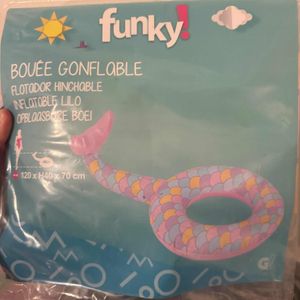 funky!
BOUÉE GONFLABLE
FLOTADOR HINCHABLE
INFLATABLE LILO
OPBLAASBARE BOEI
120 x H40 x 70 cm